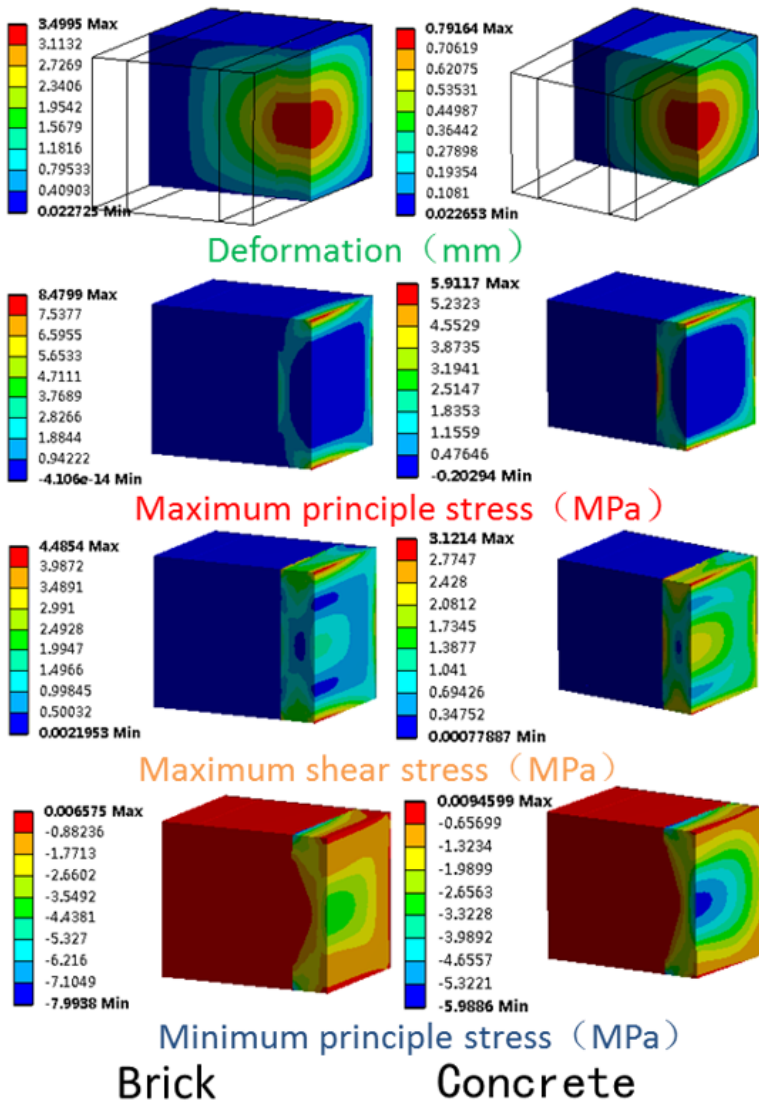 3.4995 Max
3.1132
2.7269
2.3406
1.9542
1.5679
1.1816
0.79533
0.40903
0.022725 Min
0.79164 Max
0.70619
0.62075
0.53531
0.44987
0.36442
0.27898
0.19354
0.1081
0.022653 Min
Deformation（mm）
8.4799 Max
7.5377
6.5955
5.6533
4.7111
3.7689
2.8266
1.8844
0.94222
-4.106e-14 Min
5.9117 Max
5.2323
4.5529
3.8735
3.1941
2.5147
1.8353
1.1559
0.47646
-0.20294 Min
Maximum principle stress（MPa）
4.4854 Max
3.9872
3.4891
2.991
2.4928
1.9947
1.4966
0.99845
0.50032
0.0021953 Min
3.1214 Max
2.7747
2.428
2.0812
1.7345
1.3877
1.041
0.69426
0.34752
0.00077887 Min
Maximum shear stress（MPa）
0.006575 Max
-0.88236
-1.7713
-2.6602
-3.5492
-4.4381
-5.327
-6.216
-7.1049
-7.9938 Min
0.0094599 Max
-0.65699
-1.3234
-1.9899
-2.6563
-3.3228
-3.9892
-4.6557
-5.3221
-5.9886 Min
Minimum principle stress（MPa）
Brick
Concrete